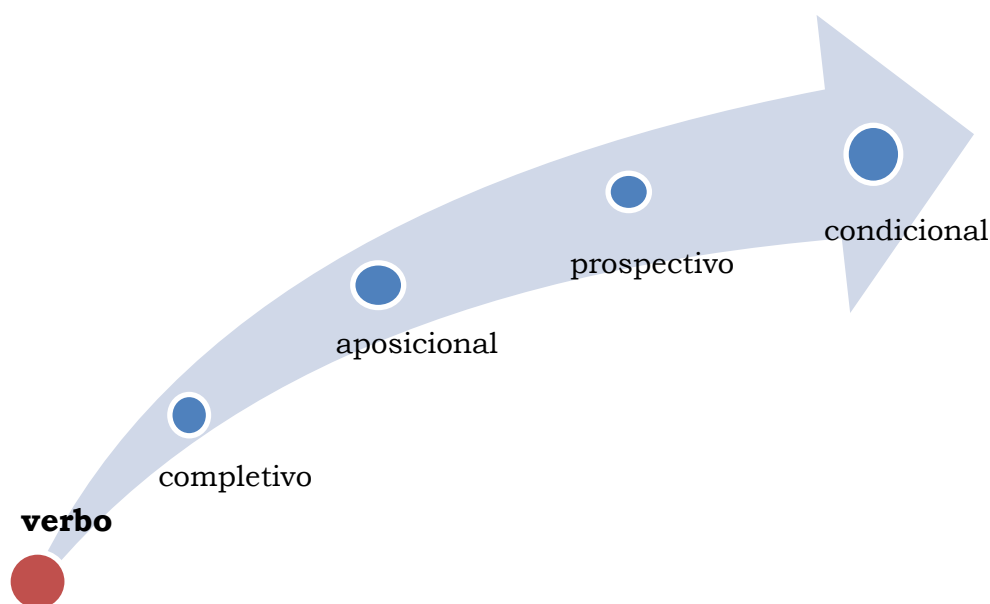 condicional
prospectivo
aposicional
completivo
verbo